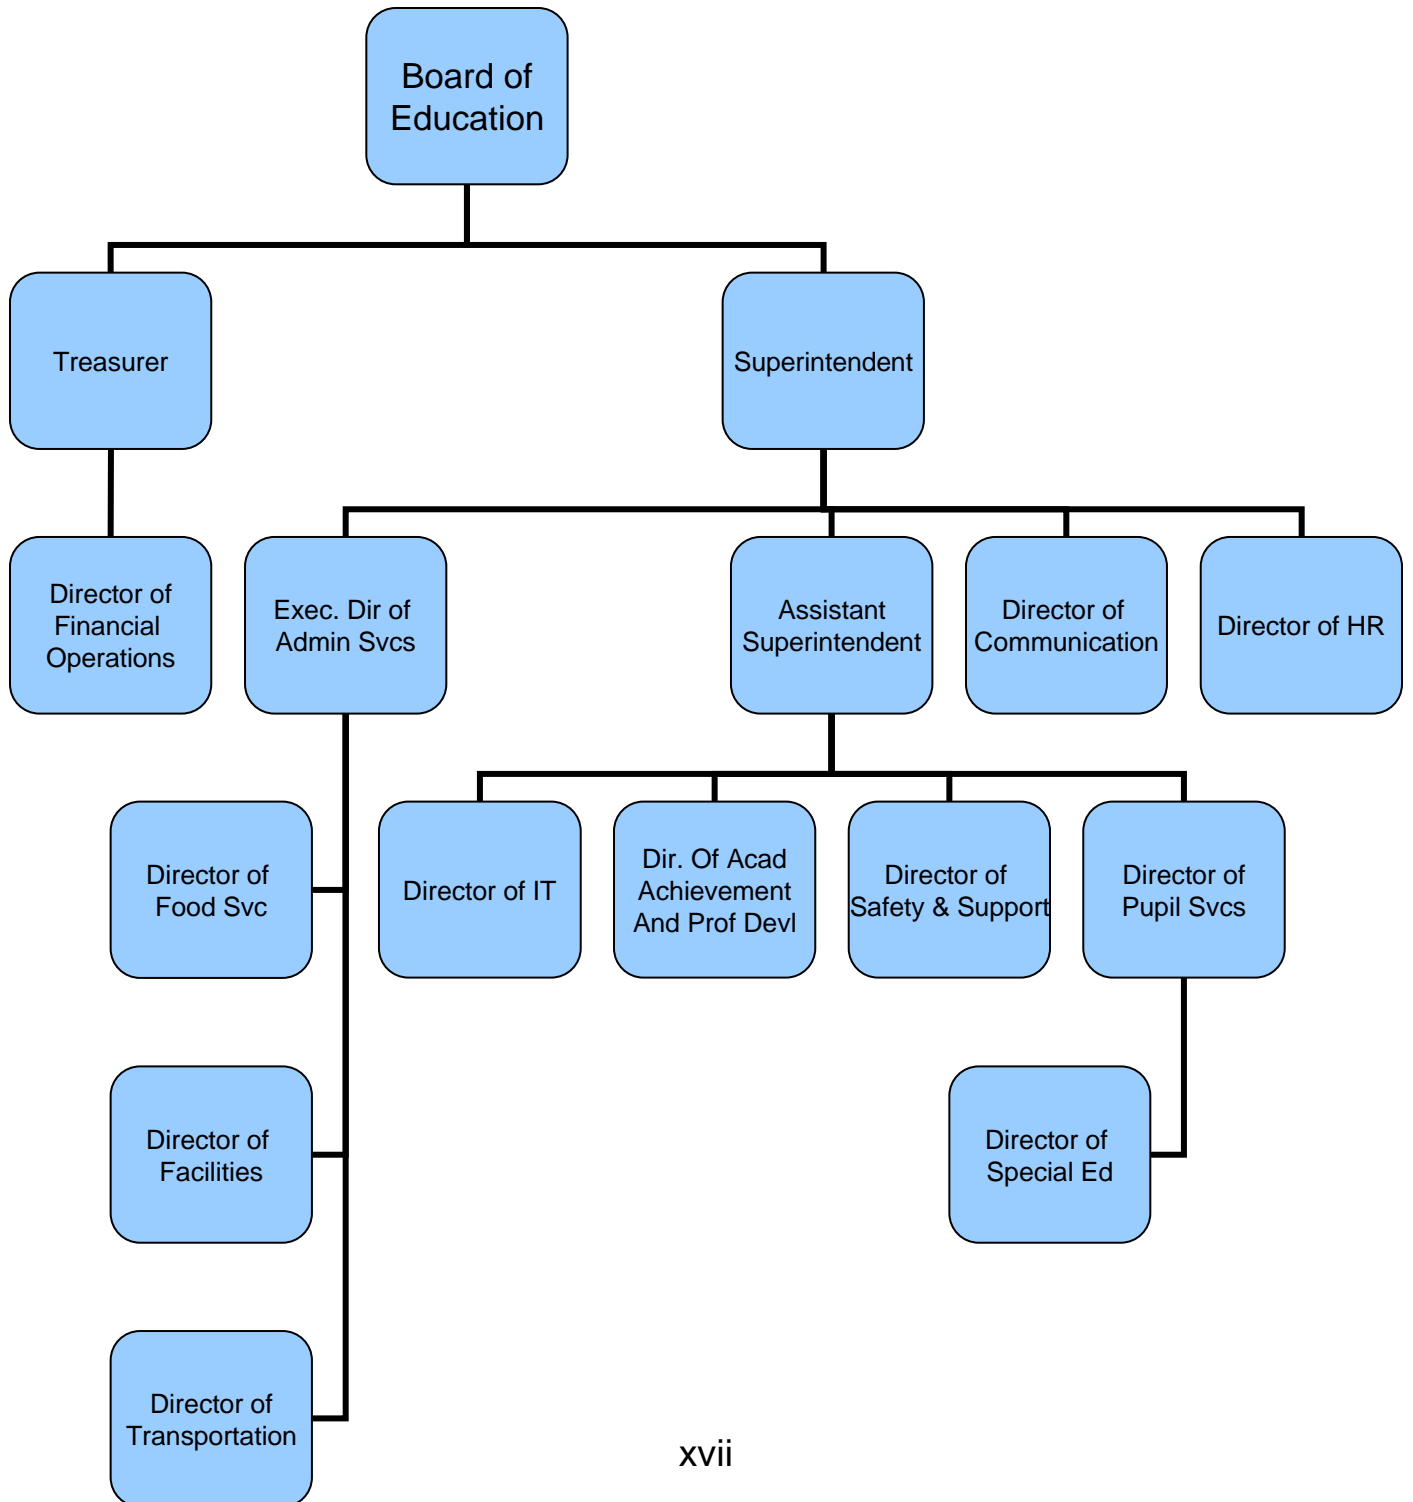 Board of
Education
Treasurer
Superintendent
Director of
Financial
Operations
Exec. Dir of
Admin Svcs
Assistant
Superintendent
Director of
Communication
Director of HR
Director of
Food Svc
Director of IT
Dir. Of Acad
Achievement
And Prof Devl
Director of
Safety & Support
Director of
Pupil Svcs
Director of
Facilities
Director of
Special Ed
Director of
Transportation
xvii